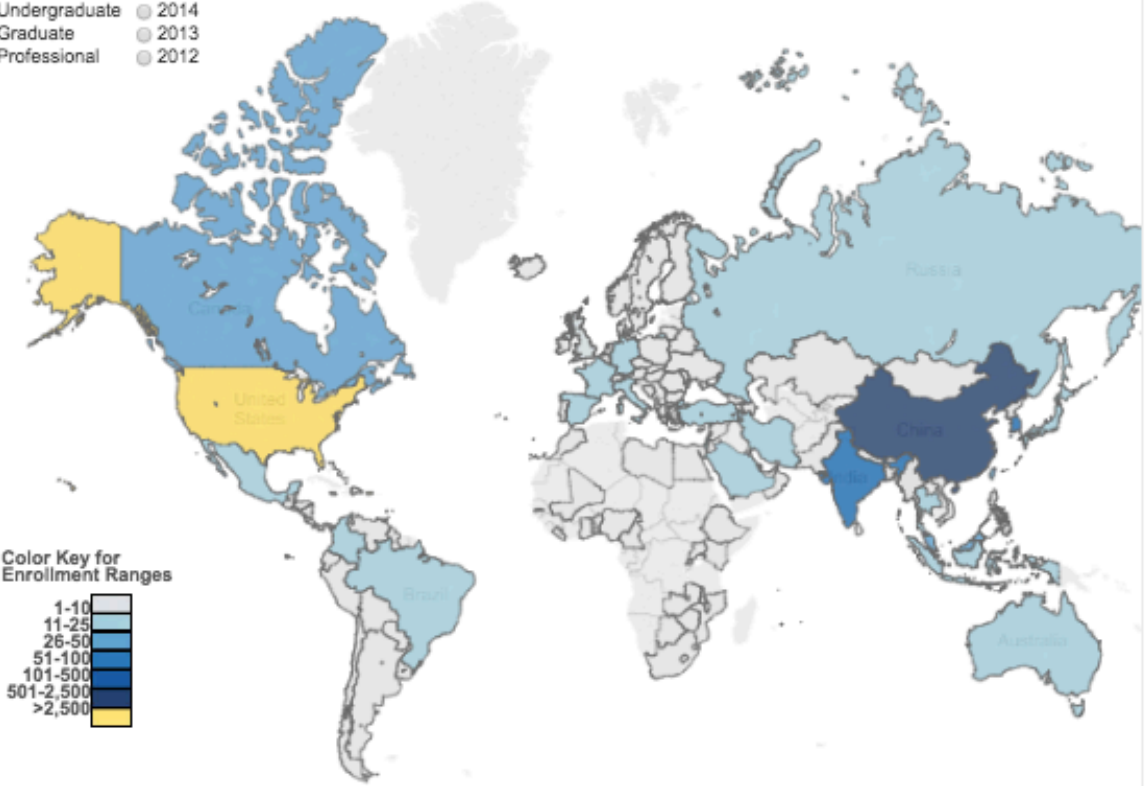 Undergraduate 2014
Graduate 2013
Professional 2012
Russia
Canada
United
States
China
India
Brazil
Australia
Color Key for
Enrollment Ranges
1-10
11-25
26-50
51-100
101-500
501-2,500
>2,500